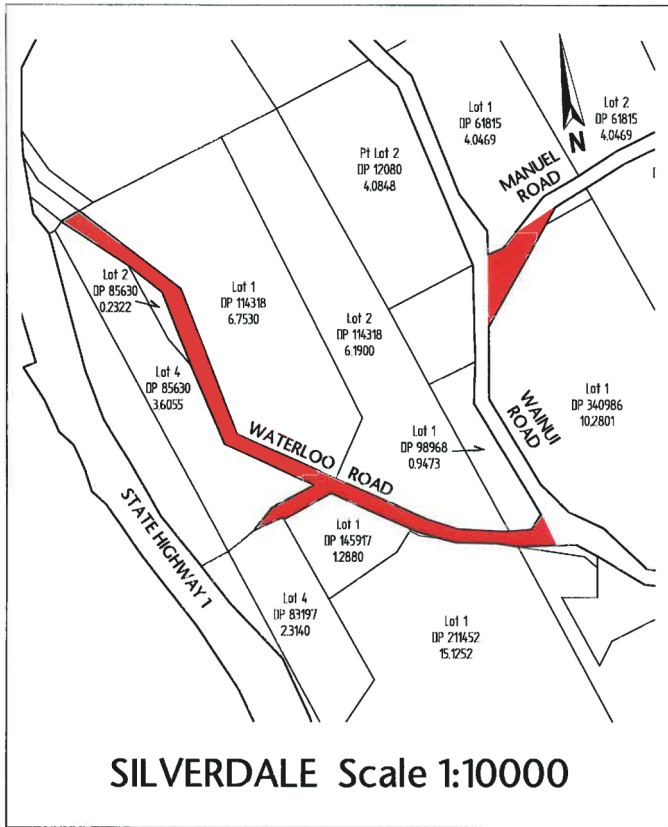 Lot 1
DP 61815
4.0469
Lot 2
DP 61815
4.0469
N
Pt Lot 2
DP 12080
4.0848
MANUEL
ROAD
Lot 2
DP 85630
0.2322
Lot 1
DP 114318
6.7530
Lot 2
DP 114318
6.1900
Lot 4
DP 85630
3.6055
Lot 1
DP 340986
10.2801
WAINUI
ROAD
Lot 1
DP 98968
0.9473
WATERLOO ROAD
STATE HIGHWAY 1
Lot 1
DP 145917
1.2880
Lot 4
DP 83197
2.3140
Lot 1
DP 211452
15.1252
SILVERDALE Scale 1:10000